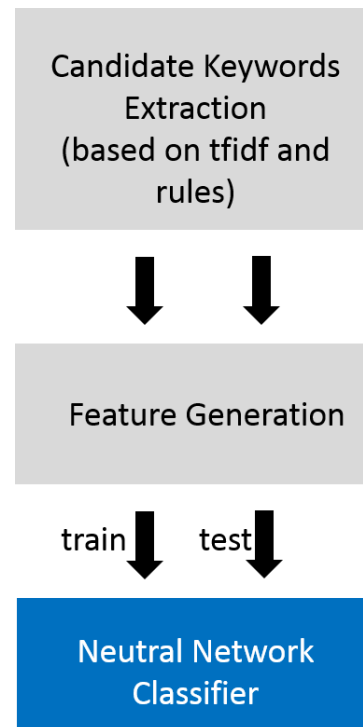 Candidate Keywords
Extraction
(based on tfidf and
rules)
Feature Generation
train test
Neutral Network
Classifier